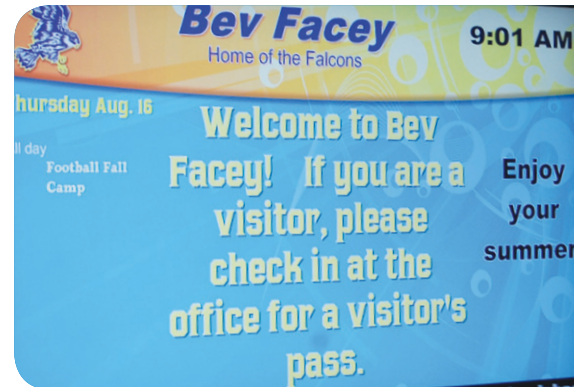 Bev Facey
Home of the Falcons
9:01 AM
hursday Aug. 16
ll day
Football Fall
Camp
Welcome to Bev
Facey! If you are a
visitor, please
check in at the
office for a visitor's
pass.
Enjoy
your
summer